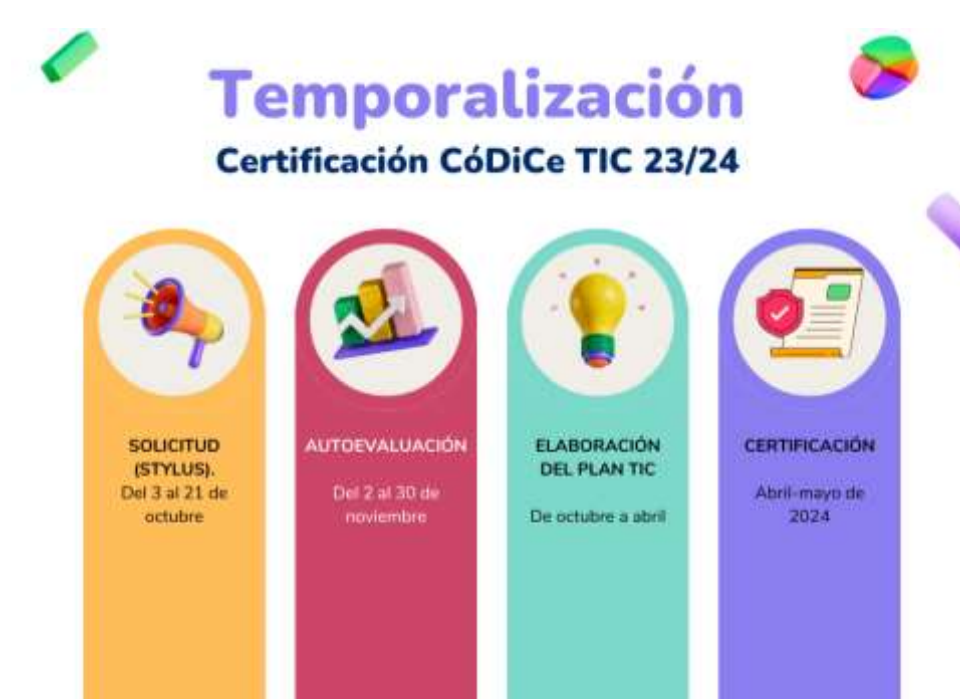 Temporalización
Certificación CóDiCe TIC 23/24
SOLICITUD
(STYLUS).
Del 3 al 21 de
octubre
AUTOEVALUACIÓN
Del 2 al 30 de
noviembre
ELABORACIÓN
DEL PLAN TIC
De octubre a abril
CERTIFICACIÓN
Abril-mayo de
2024